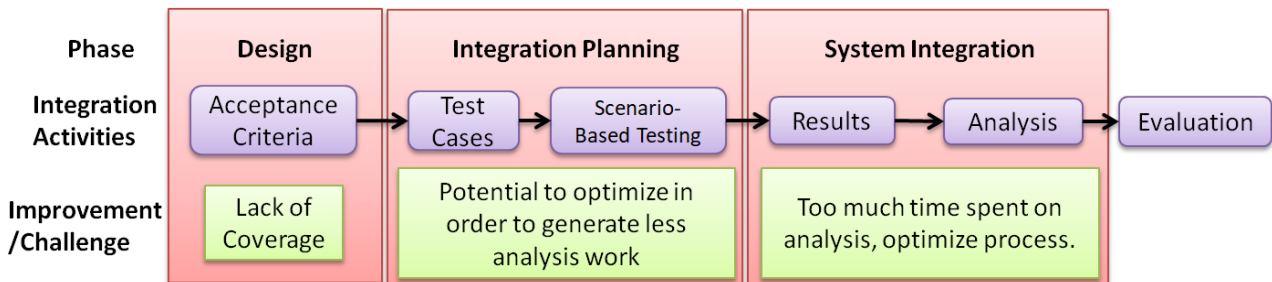 Phase
Design
Integration Planning
System Integration
Integration
Activities
Acceptance
Criteria
Test
Cases
Scenario-
Based Testing
Results
Analysis
Evaluation
Improvement
/Challenge
Lack of
Coverage
Potential to optimize in
order to generate less
analysis work
Too much time spent on
analysis, optimize process.